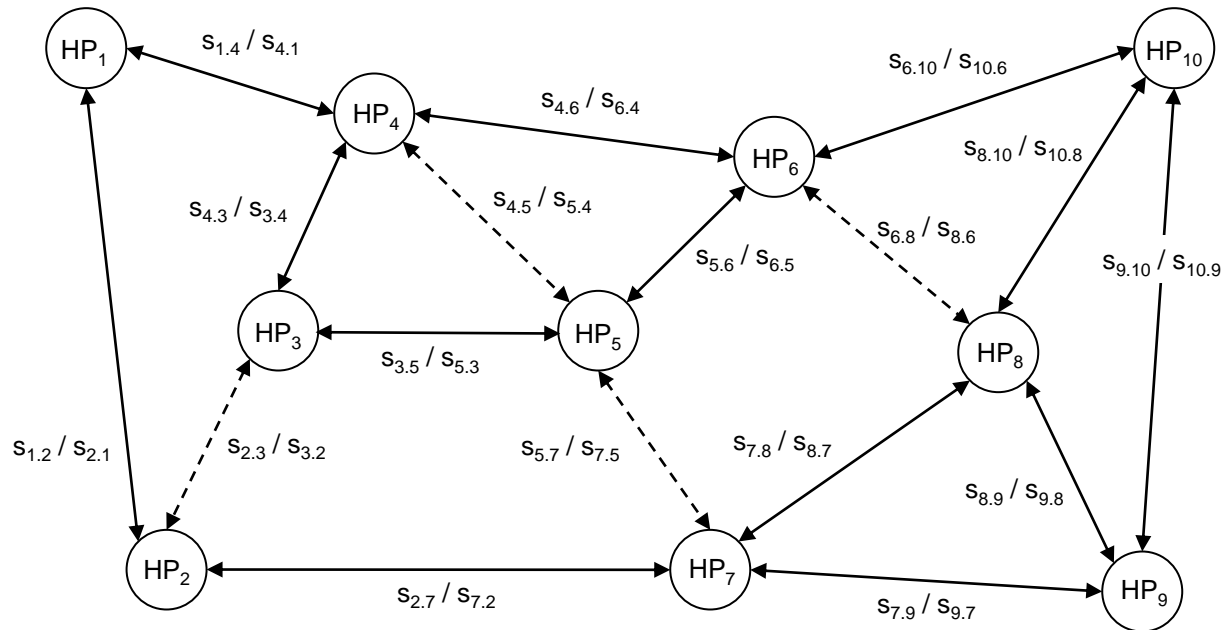 HP1
s1.4 / s4.1
HP10
s6.10 / s10.6
HP4
s4.6 / s6.4
HP6
s8.10 / s10.8
s4.3 / s3.4
s4.5 / s5.4
s6.8 / s8.6
s5.6 / s6.5
s9.10 / s10.9
HP3
HP5
HP8
s3.5 / s5.3
s1.2 / s2.1
s2.3 / s3.2
s5.7 / s7.5
s7.8 / s8.7
s8.9 / s9.8
HP2
HP7
HP9
s2.7 / s7.2
s7.9 / s9.7